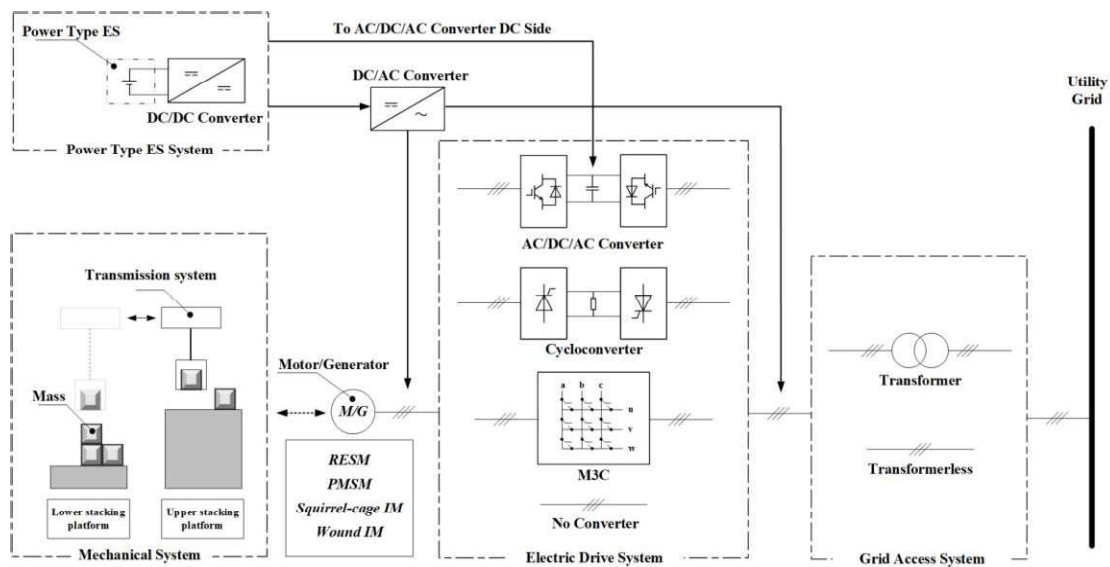 Power Type ES
DC/DC Converter
Power Type ES System
To AC/DC/AC Converter DC Side
DC/AC Converter
Utility
Grid
AC/DC/AC Converter
Transmission system
Mass
Lower stacking
platform
Upper stacking
platform
Mechanical System
Motor/Generator
M/G
RESM
PMSM
Squirrel-cage IM
Wound IM
Cycloconverter
a b c
u
v
w
M3C
No Converter
Electric Drive System
Transformer
Transformerless
Grid Access System